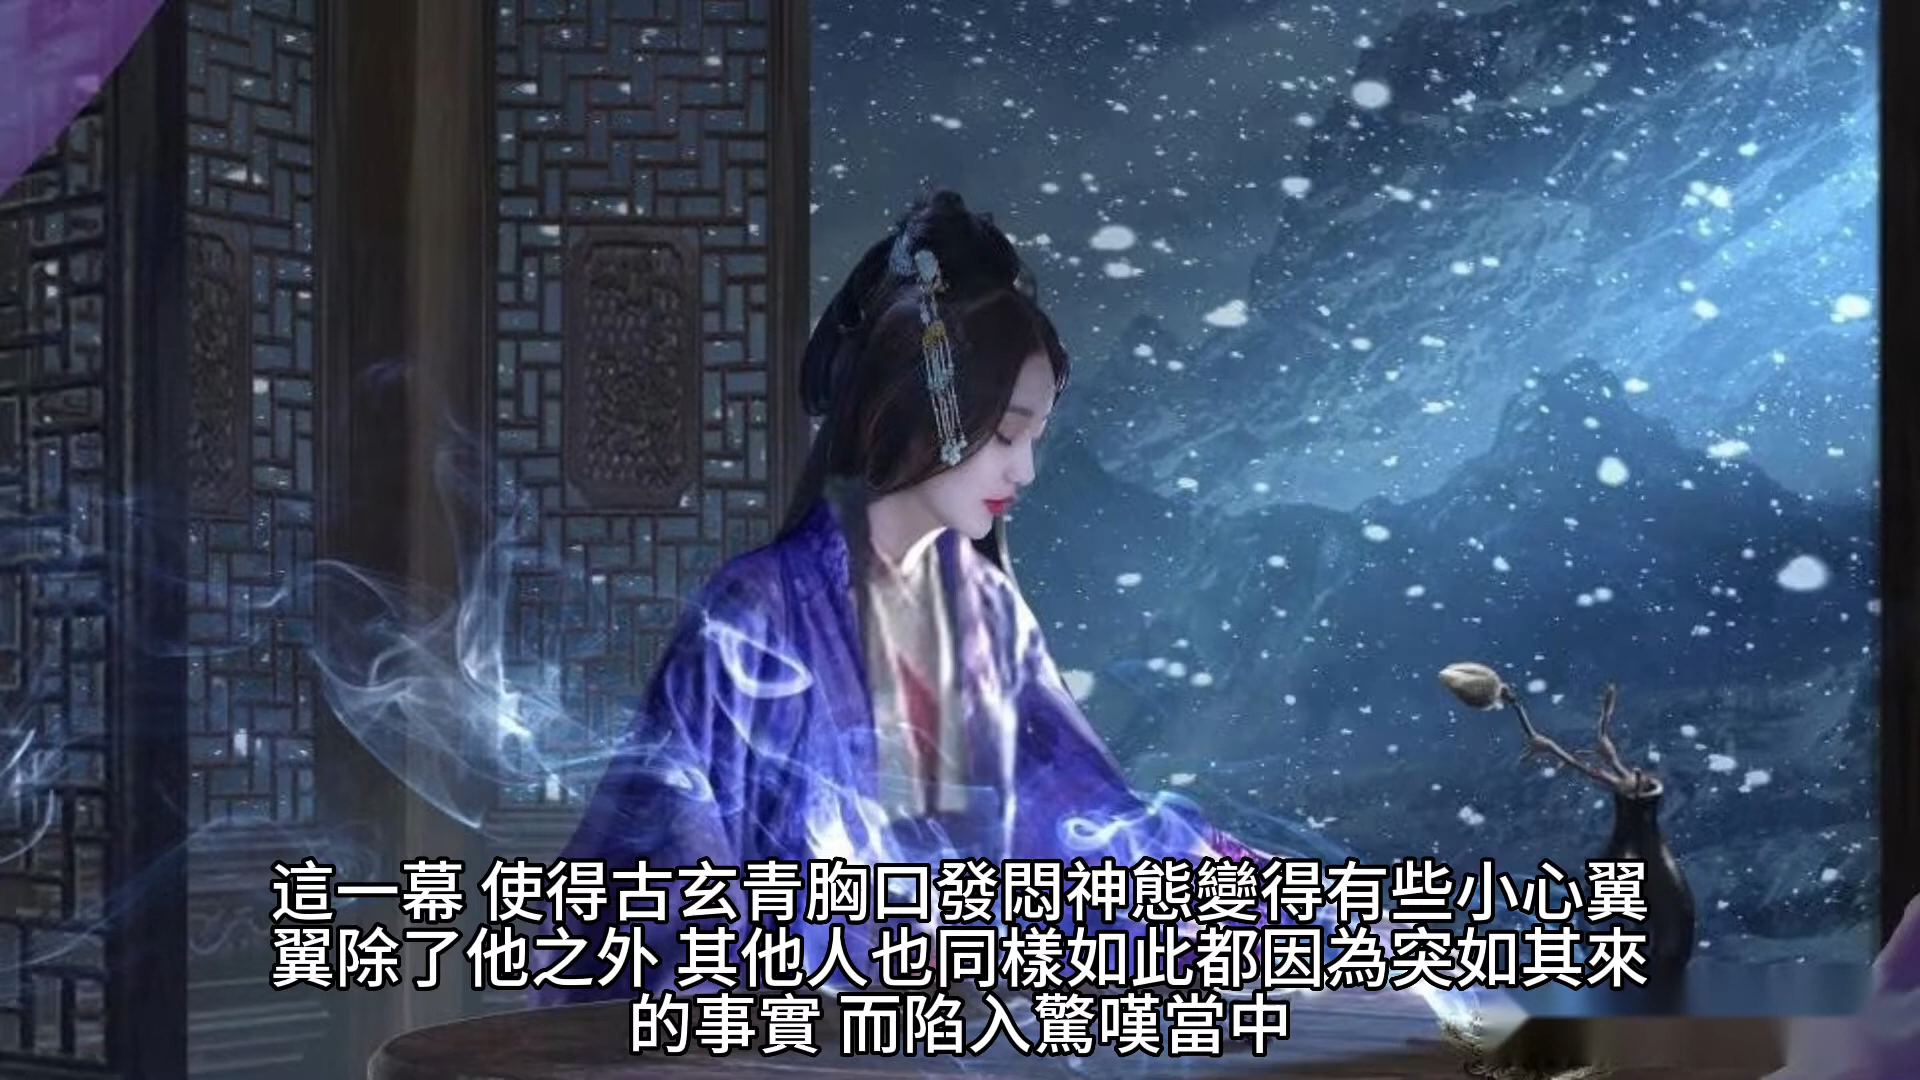 這一幕 使得古玄青胸口發悶神態變得有些小心翼
翼除了他之外 其他人也同樣如此都因為突如其來
的事實 而陷入驚嘆當中